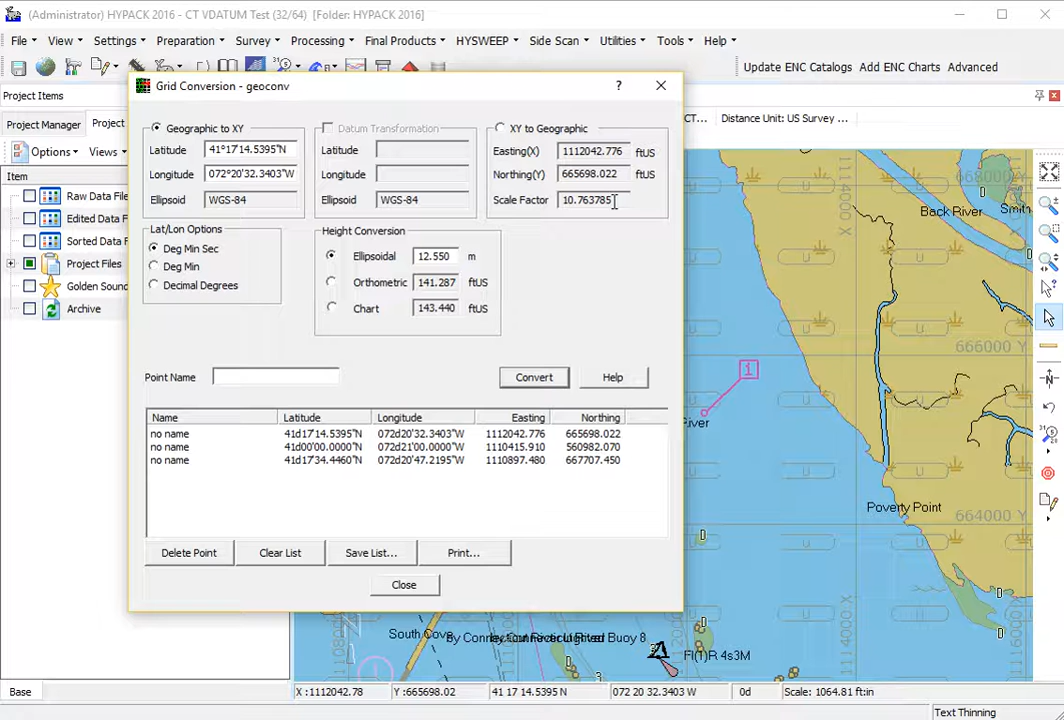 (Administrator) HYPACK 2016 - CT VDATUM Test (32/64) [Folder: HYPACK 2016]
File View Settings Preparation Survey Processing Final Products HYSWEEP Side Scan Utilities Tools Help
Update ENC Catalogs Add ENC Charts Advanced
Project Items
Project Manager Project
CT... Distance Unit: US Survey ...
Options Views
Item
Raw Data File
Edited Data F
Sorted Data F
Project Files
Golden Sound
Archive
Base
Grid Conversion - geoconv
Geographic to XY
Latitude 41°17'14.5395"N
Longitude 072°20'32.3403"W
Ellipsoid WGS-84
Datum Transformation
Latitude
Longitude
Ellipsoid WGS-84
XY to Geographic
Easting(X) 1112042.776 ftUS
Northing(Y) 665698.022 ftUS
Scale Factor 10.763785
Lat/Lon Options
Deg Min Sec
Deg Min
Decimal Degrees
Height Conversion
Ellipsoidal 12.550 m
Orthometric 141.287 ftUS
Chart 143.440 ftUS
Point Name Convert Help
Name Latitude Longitude Easting Northing
no name 41d17'14.5395"N 072d20'32.3403"W 1112042.776 665698.022
no name 41d00'00.0000"N 072d21'00.0000"W 1110415.910 560982.070
no name 41d17'34.4460"N 072d20'47.2195"W 1110897.480 667707.450
Delete Point Clear List Save List... Print...
Close
Back River
Smith
666000 Y
1
River
Poverty Point
664000 Y
1112000 X
1114000 X
1116000 X
South Cove
Fl(1)R 4s3M
X :1112042.78 Y :665698.02 41 17 14.5395 N 072 20 32.3403 W 0d Scale: 1064.81 ft:in
Text Thinning